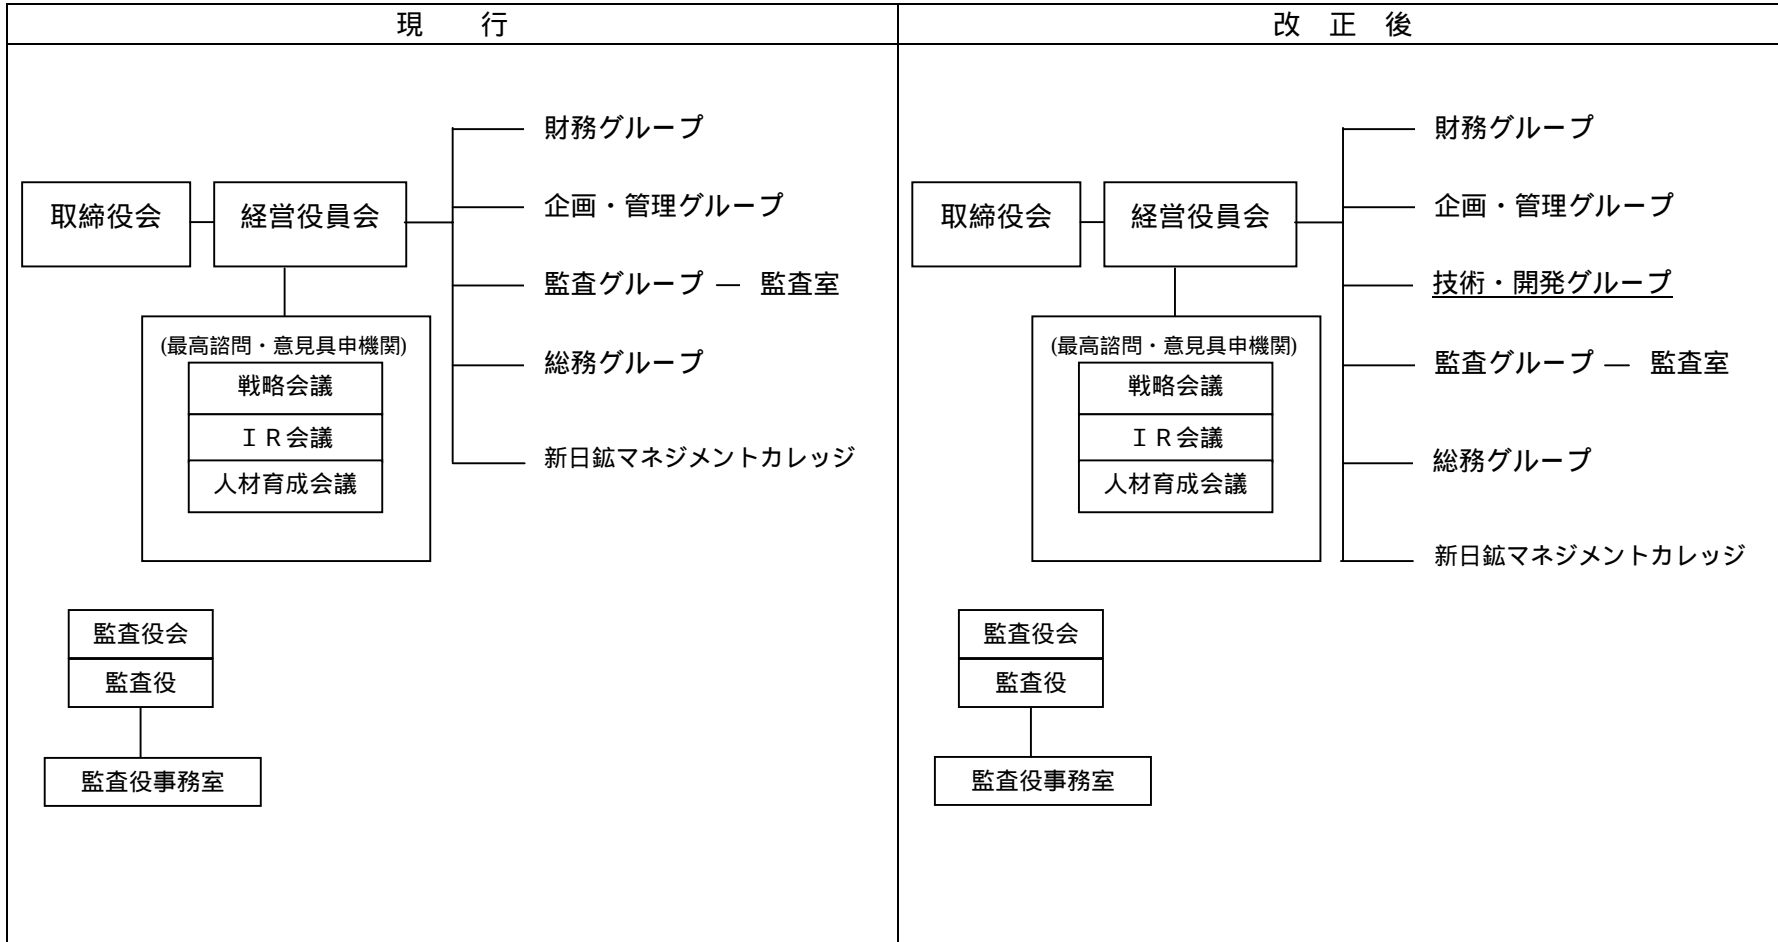 現　　行
財務グループ
企画・管理グループ
取締役会
経営役員会
監査グループ ― 監査室
(最高諮問・意見具申機関)
総務グループ
戦略会議
ＩＲ会議
新日鉱マネジメントカレッジ
人材育成会議
監査役会
監査役
監査役事務室
改　正　後
財務グループ
企画・管理グループ
取締役会
経営役員会
技術・開発グループ
(最高諮問・意見具申機関)
監査グループ ― 監査室
戦略会議
ＩＲ会議
総務グループ
人材育成会議
新日鉱マネジメントカレッジ
監査役会
監査役
監査役事務室